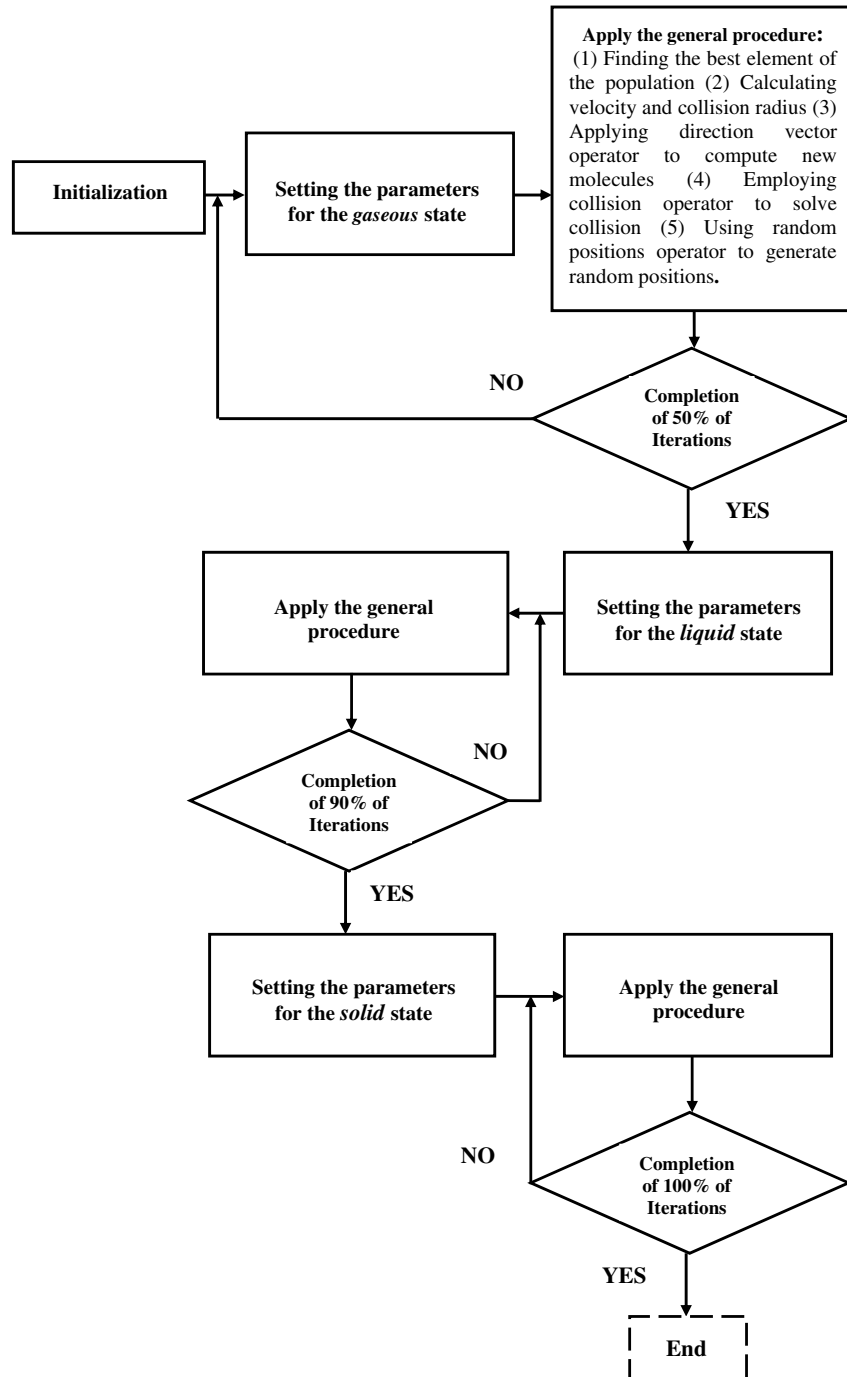 Initialization
Setting the parameters
for the gaseous state
Apply the general procedure:
(1) Finding the best element of
the population (2) Calculating
velocity and collision radius (3)
Applying direction vector
operator to compute new
molecules (4) Employing
collision operator to solve
collision (5) Using random
positions operator to generate
random positions.
NO
Completion
of 50% of
Iterations
YES
Apply the general
procedure
Setting the parameters
for the liquid state
NO
Completion
of 90% of
Iterations
YES
Setting the parameters
for the solid state
Apply the general
procedure
NO
Completion
of 100% of
Iterations
YES
End